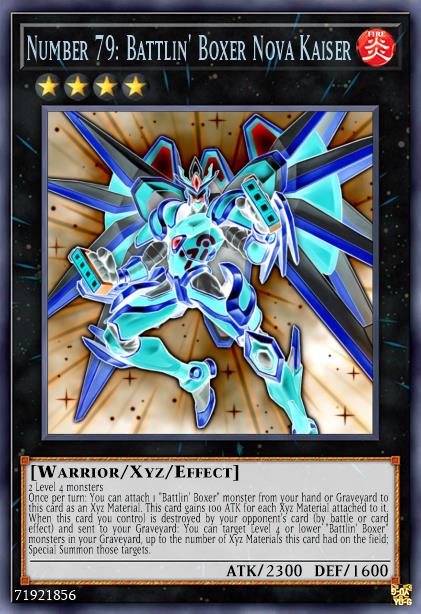 Number 79: Battlin' Boxer Nova Kaiser
FIRE
炎
[Warrior/Xyz/Effect]
2 Level 4 monsters
Once per turn: You can attach 1 "Battlin' Boxer" monster from your hand or Graveyard to
this card as an Xyz Material. This card gains 100 ATK for each Xyz Material attached to it.
When this card you control is destroyed by your opponent's card (by battle or card
effect) and sent to your Graveyard: You can target Level 4 or lower "Battlin' Boxer"
monsters in your Graveyard, up to the number of Xyz Materials this card had on the field;
Special Summon those targets.
ATK/2300 DEF/1600
71921856